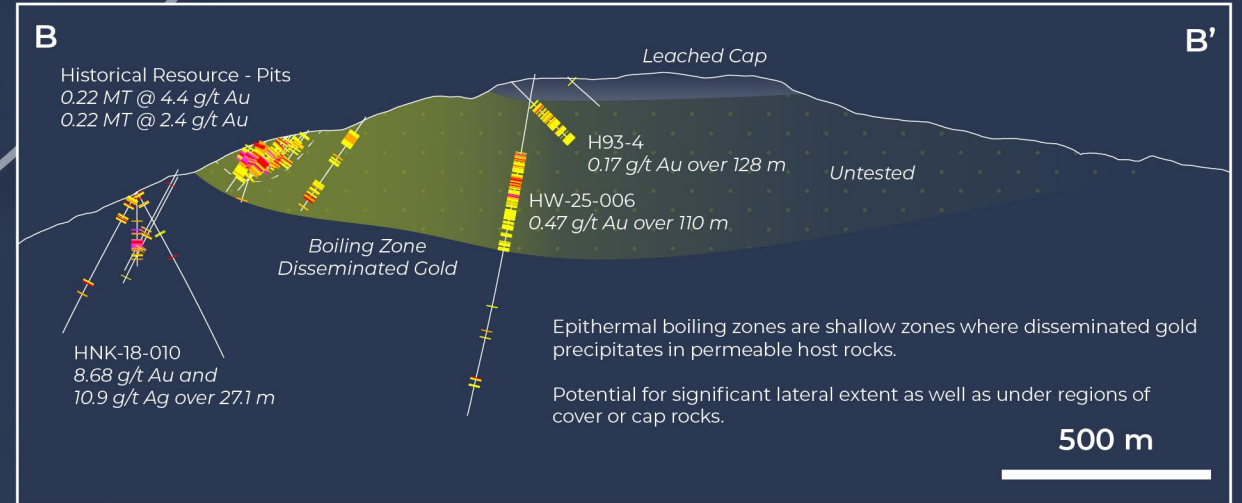 B
B’
Leached Cap
Historical Resource - Pits
0.22 MT @ 4.4 g/t Au
0.22 MT @ 2.4 g/t Au
H93-4
0.17 g/t Au over 128 m
Untested
HW-25-006
0.47 g/t Au over 110 m
Boiling Zone
Disseminated Gold
Epithermal boiling zones are shallow zones where disseminated gold
precipitates in permeable host rocks.
HNK-18-010
8.68 g/t Au and
10.9 g/t Ag over 27.1 m
Potential for significant lateral extent as well as under regions of
cover or cap rocks.
500 m